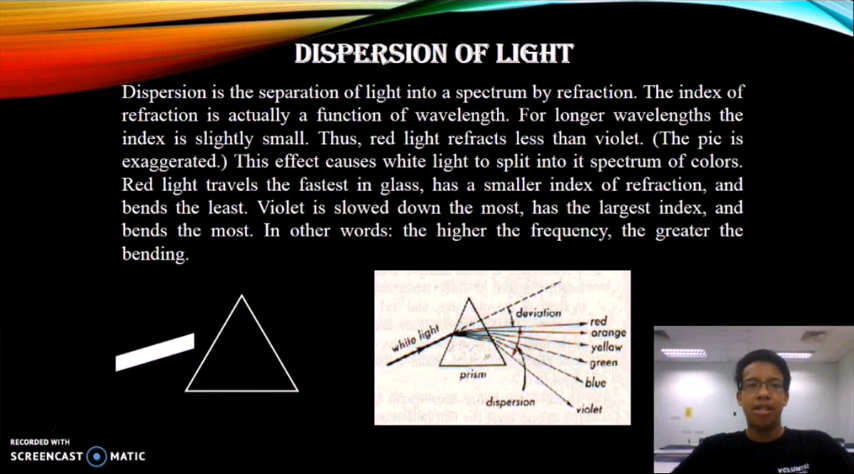 DISPERSION OF LIGHT
Dispersion is the separation of light into a spectrum by refraction. The index of
refraction is actually a function of wavelength. For longer wavelengths the
index is slightly small. Thus, red light refracts less than violet. (The pic is
exaggerated.) This effect causes white light to split into it spectrum of colors.
Red light travels the fastest in glass, has a smaller index of refraction, and
bends the least. Violet is slowed down the most, has the largest index, and
bends the most. In other words: the higher the frequency, the greater the
bending.
deviation
red
orange
white light
yellow
green
prism
blue
dispersion
violet
RECORDED WITH
SCREENCAST MATIC